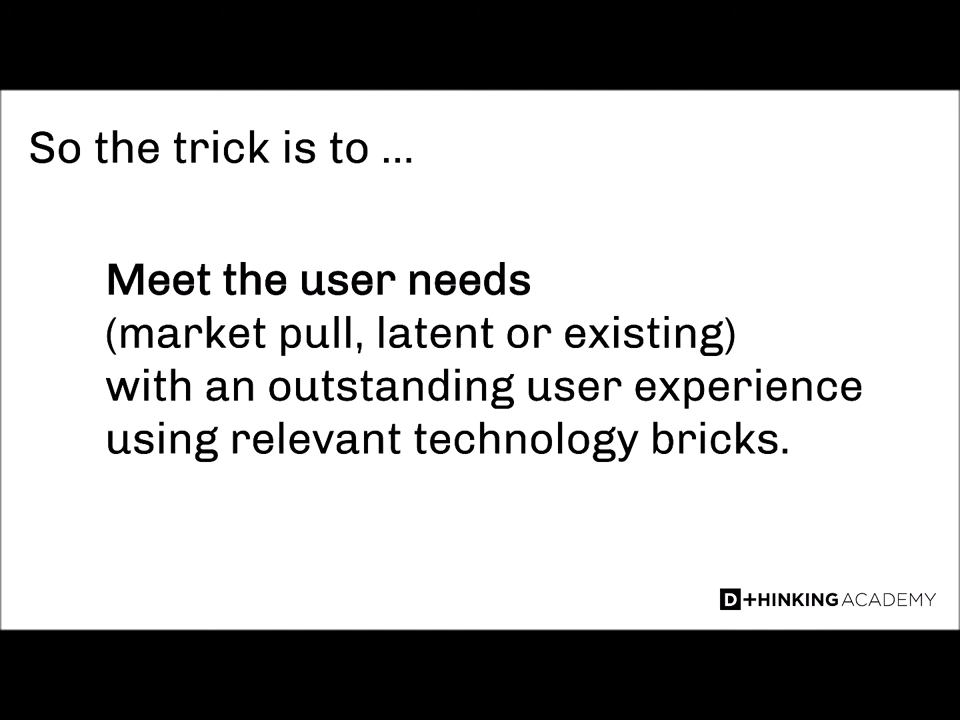 So the trick is to ...
Meet the user needs
(market pull, latent or existing)
with an outstanding user experience
using relevant technology bricks.
D+HINKING ACADEMY